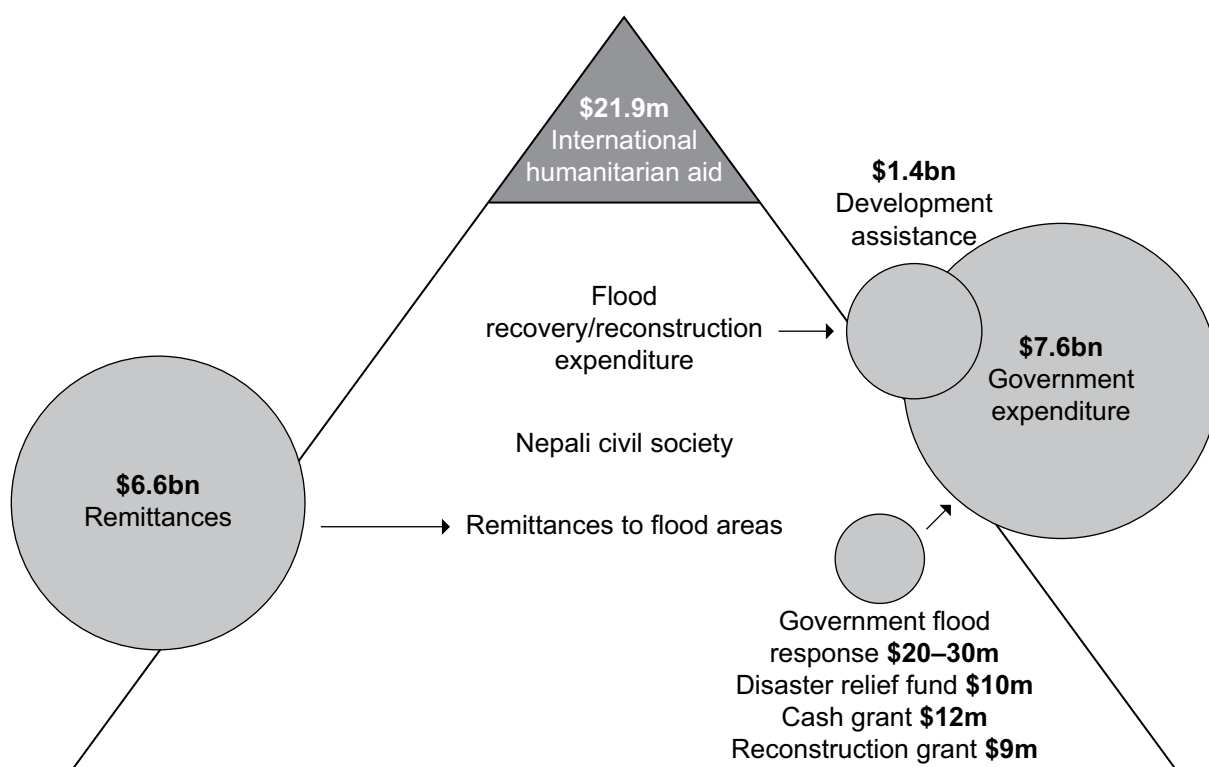 $21.9m
International
humanitarian aid
$1.4bn
Development
assistance
Flood
recovery/reconstruction
expenditure
$7.6bn
Government
expenditure
Nepali civil society
$6.6bn
Remittances
Remittances to flood areas
Government flood
response $20–30m
Disaster relief fund $10m
Cash grant $12m
Reconstruction grant $9m